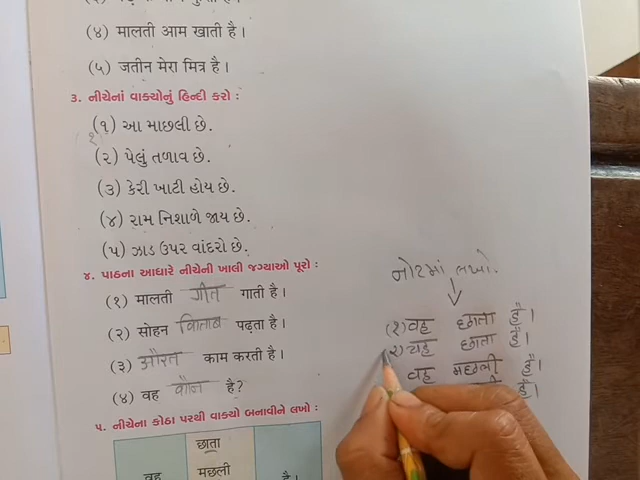 (४) मालती आम खाती है।
(५) जतीन मेरा मित्र है।
૩. નીચેનાં વાક્યોનું હિન્દી કરો :
(૧) આ માછલી છે.
(૨) પેલું તળાવ છે.
(૩) કેરી ખાટી હોય છે.
(૪) રામ નિશાળે જાય છે.
(૫) ઝાડ ઉપર વાંદરો છે.
૪. પાઠના આધારે નીચેની ખાલી જગ્યાઓ પૂરો :
(१) मालती गीत गाती है।
(२) सोहन किताब पढ़ता है।
(३) औरत काम करती है।
(४) वह कौन है?
૫. નીચેના કોઠા પરથી વાક્યો બનાવીને લખો :
छाता
वह मछली है।
નોટમાં લખો.
(१) वह छाता है।
(२) यह छाता है।
वह मछली है।
है।